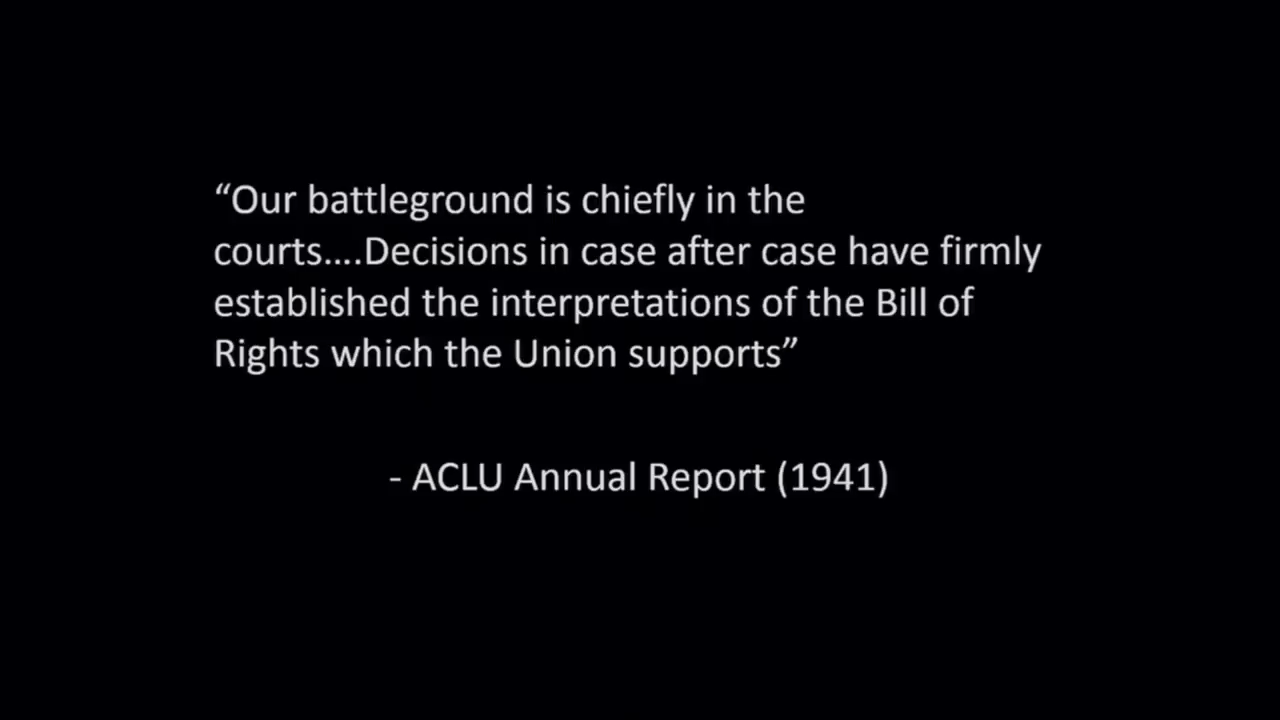 “Our battleground is chiefly in the
courts….Decisions in case after case have firmly
established the interpretations of the Bill of
Rights which the Union supports”
- ACLU Annual Report (1941)